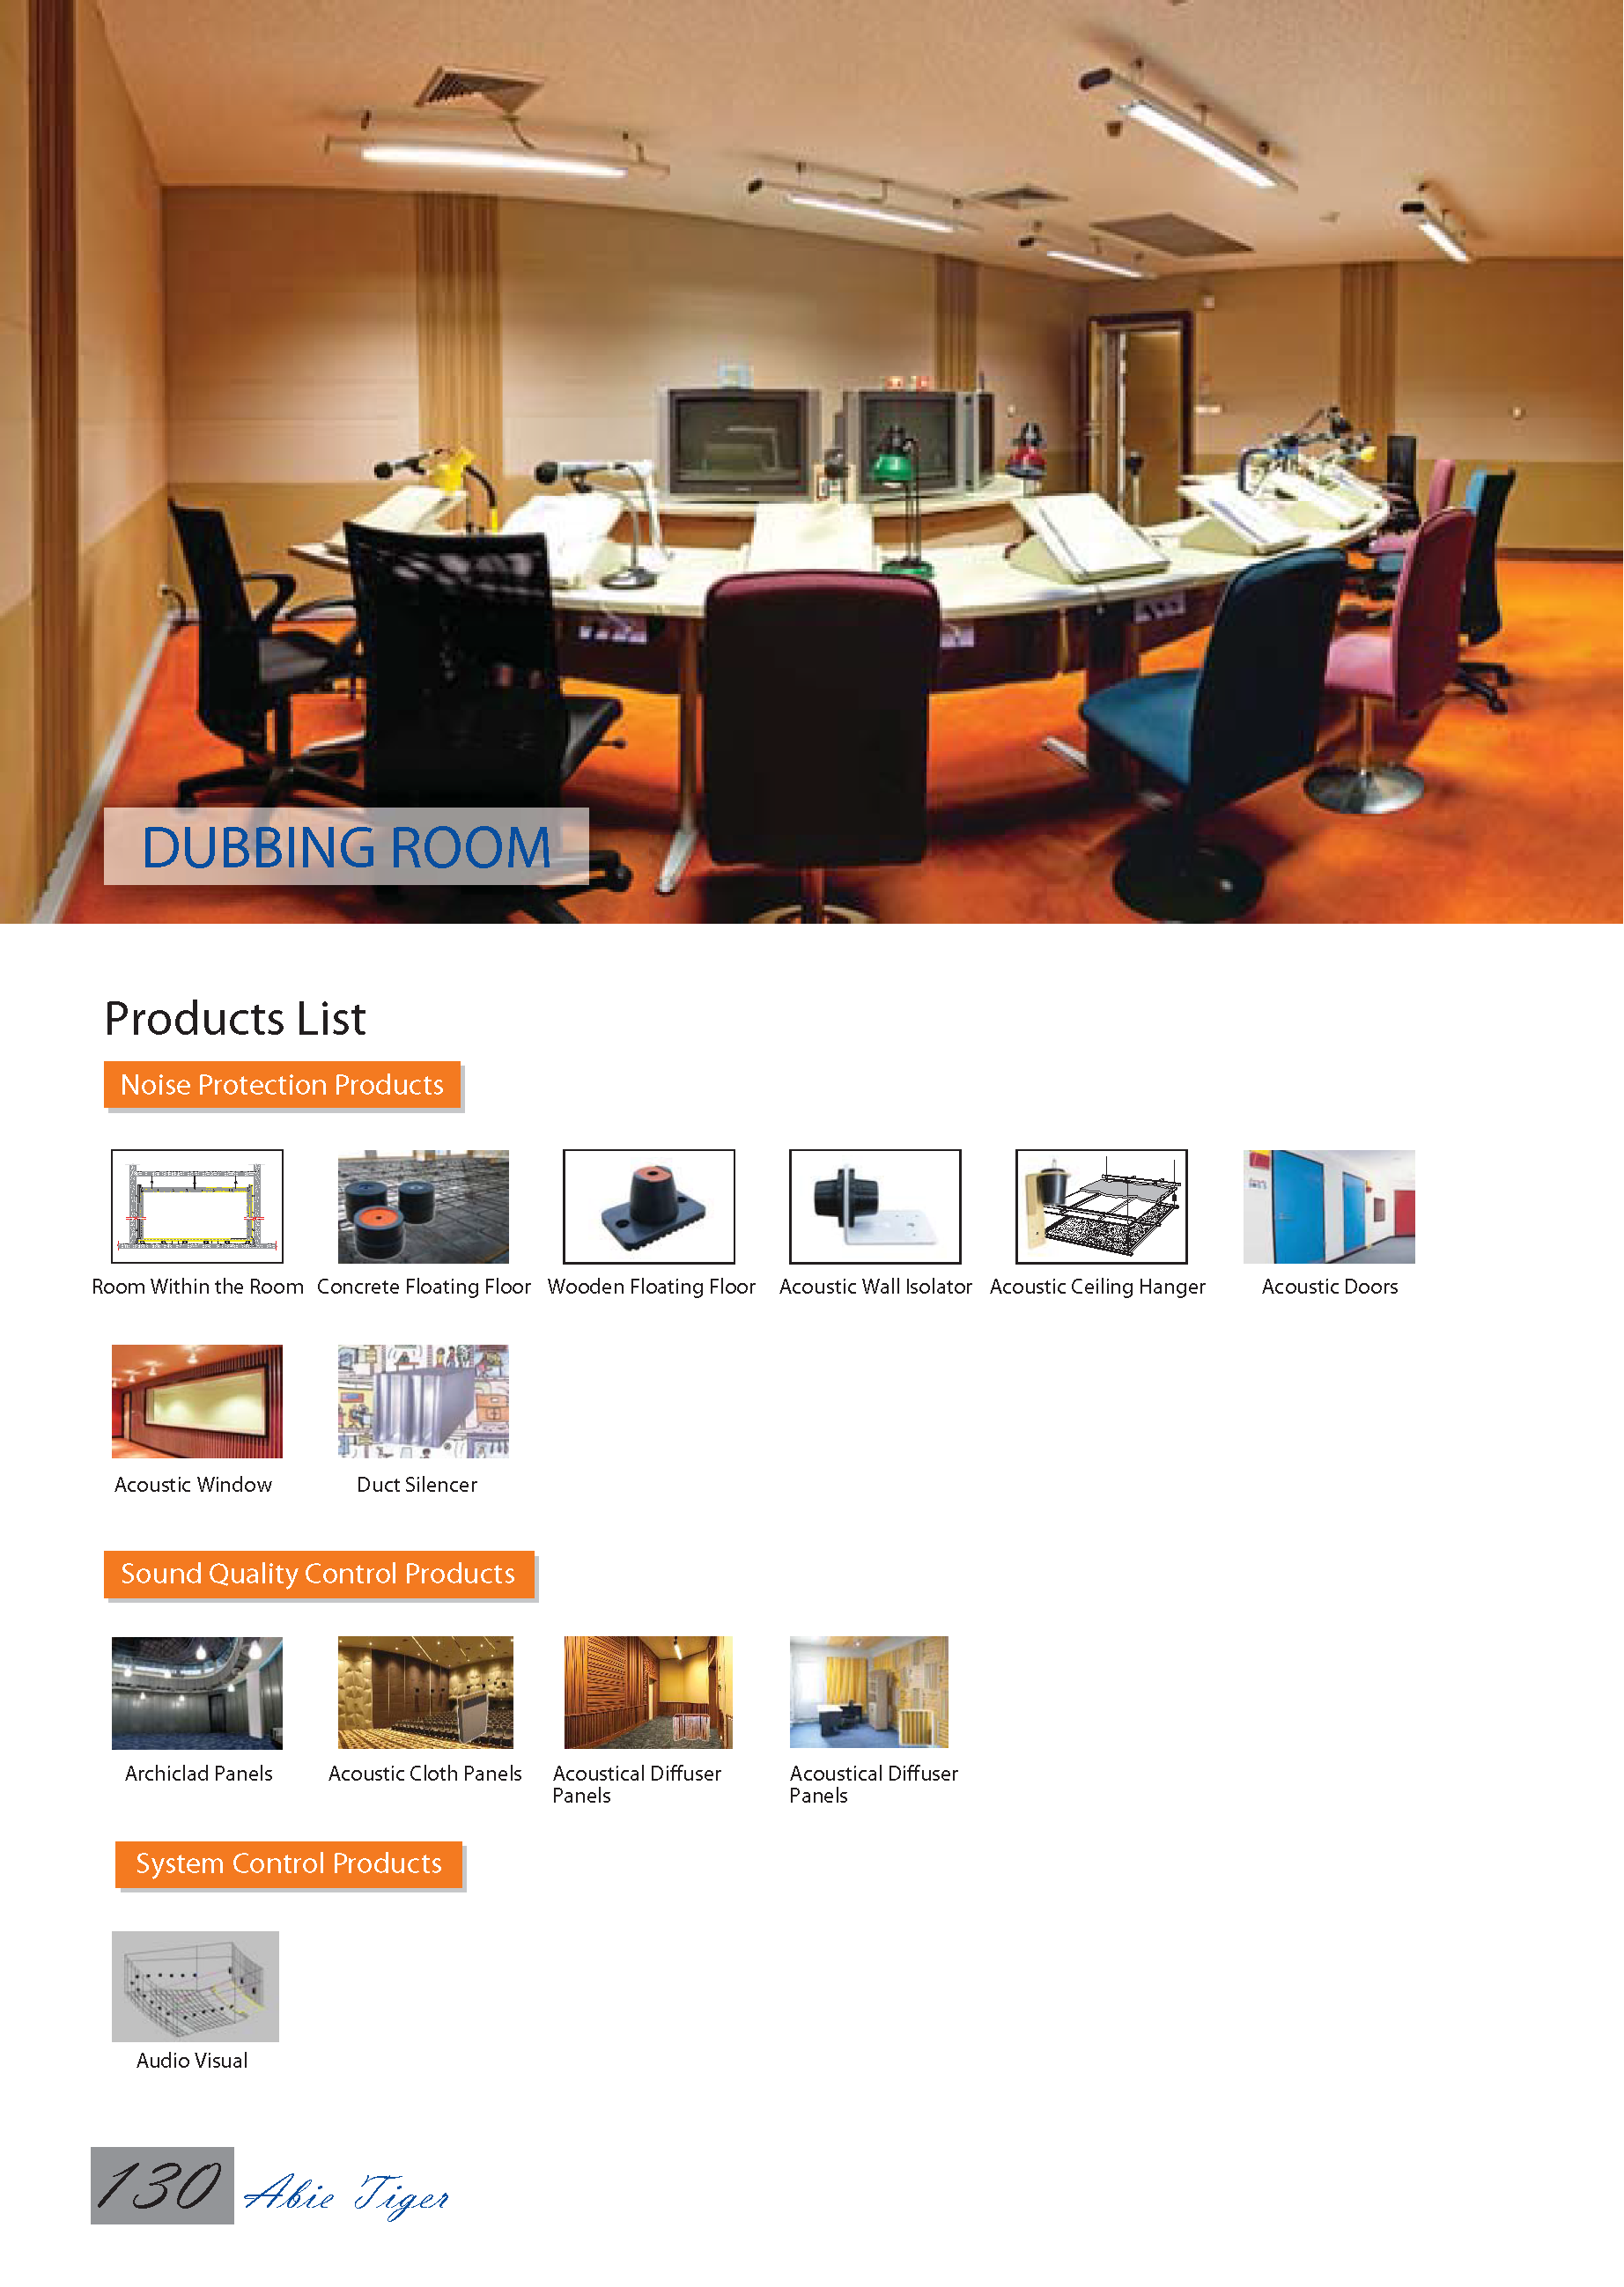 DUBBING ROOM
Products List
Noise Protection Products
Room Within the Room
Concrete Floating Floor
Wooden Floating Floor
Acoustic Wall Isolator
Acoustic Ceiling Hanger
Acoustic Doors
Acoustic Window
Duct Silencer
Sound Quality Control Products
Archiclad Panels
Acoustic Cloth Panels
Acoustical Diffuser
Panels
Acoustical Diffuser
Panels
System Control Products
Audio Visual
130 Abie Tiger